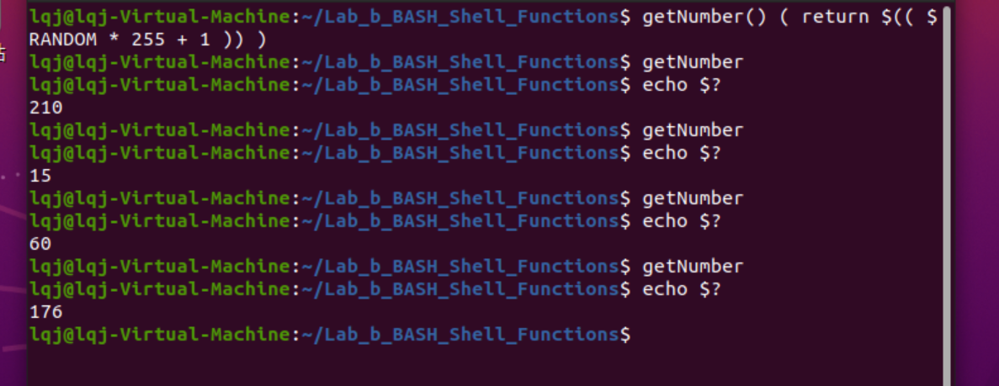 lqj@lqj-Virtual-Machine:~/Lab_b_BASH_Shell_Functions$ getNumber() ( return $(( $
RANDOM * 255 + 1 )) )
lqj@lqj-Virtual-Machine:~/Lab_b_BASH_Shell_Functions$ getNumber
lqj@lqj-Virtual-Machine:~/Lab_b_BASH_Shell_Functions$ echo $?
210
lqj@lqj-Virtual-Machine:~/Lab_b_BASH_Shell_Functions$ getNumber
lqj@lqj-Virtual-Machine:~/Lab_b_BASH_Shell_Functions$ echo $?
15
lqj@lqj-Virtual-Machine:~/Lab_b_BASH_Shell_Functions$ getNumber
lqj@lqj-Virtual-Machine:~/Lab_b_BASH_Shell_Functions$ echo $?
60
lqj@lqj-Virtual-Machine:~/Lab_b_BASH_Shell_Functions$ getNumber
lqj@lqj-Virtual-Machine:~/Lab_b_BASH_Shell_Functions$ echo $?
176
lqj@lqj-Virtual-Machine:~/Lab_b_BASH_Shell_Functions$